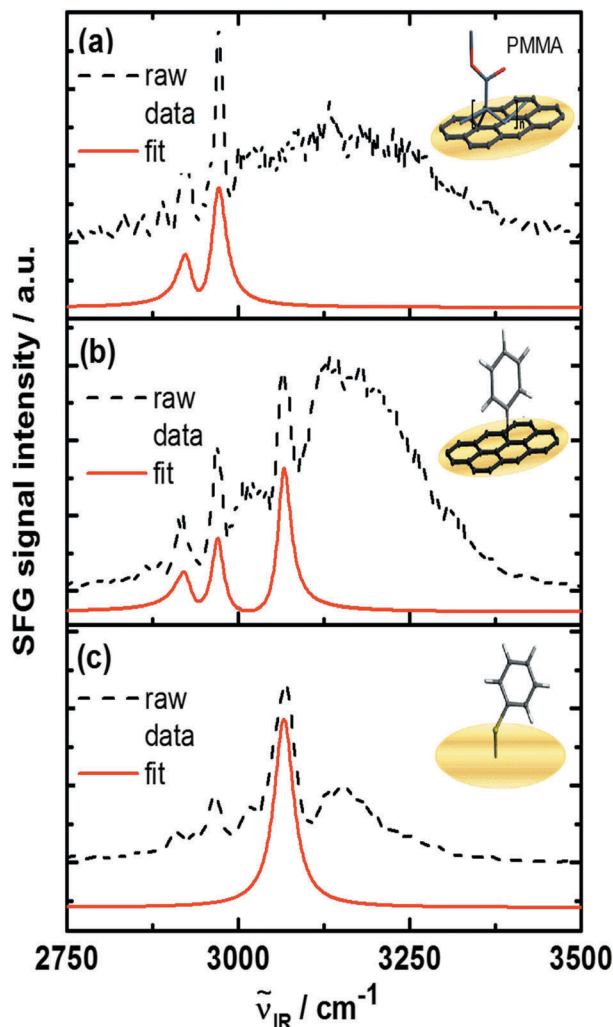 (a)
PMMA
raw
data
fit
[ ]n
(b)
raw
data
fit
(c)
raw
data
fit
SFG signal intensity / a.u.
2750 3000 3250 3500
ṽIR / cm-1